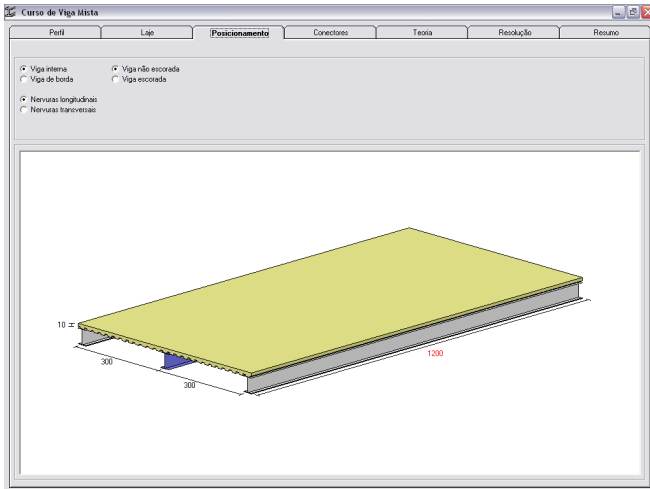 Curso de Viga Mista
Perfil Laje Posicionamento Conectores Teoria Resolução Resumo
Viga interna Viga não escorada
Viga de borda Viga escorada
Nervuras longitudinais
Nervuras transversais
10
300
300
1200